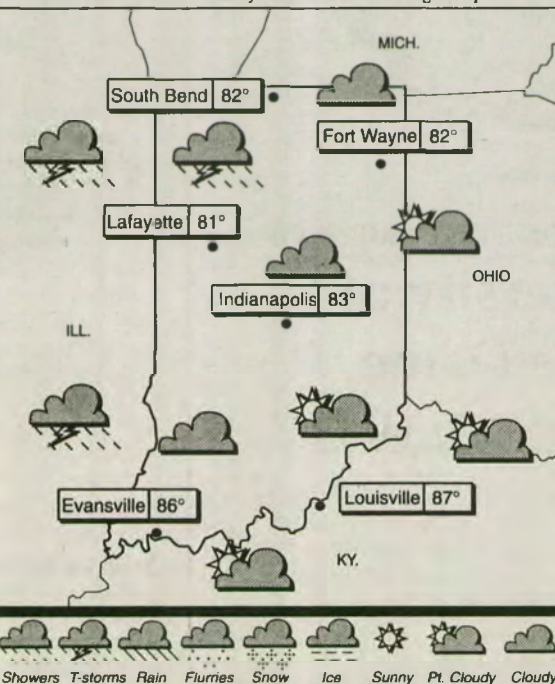 MICH.
South Bend 82°
Fort Wayne 82°
Lafayette 81°
OHIO
Indianapolis 83°
ILL.
Evansville 86°
Louisville 87°
KY.
Showers T-storms Rain Flurries Snow Ice Sunny Pt. Cloudy Cloudy